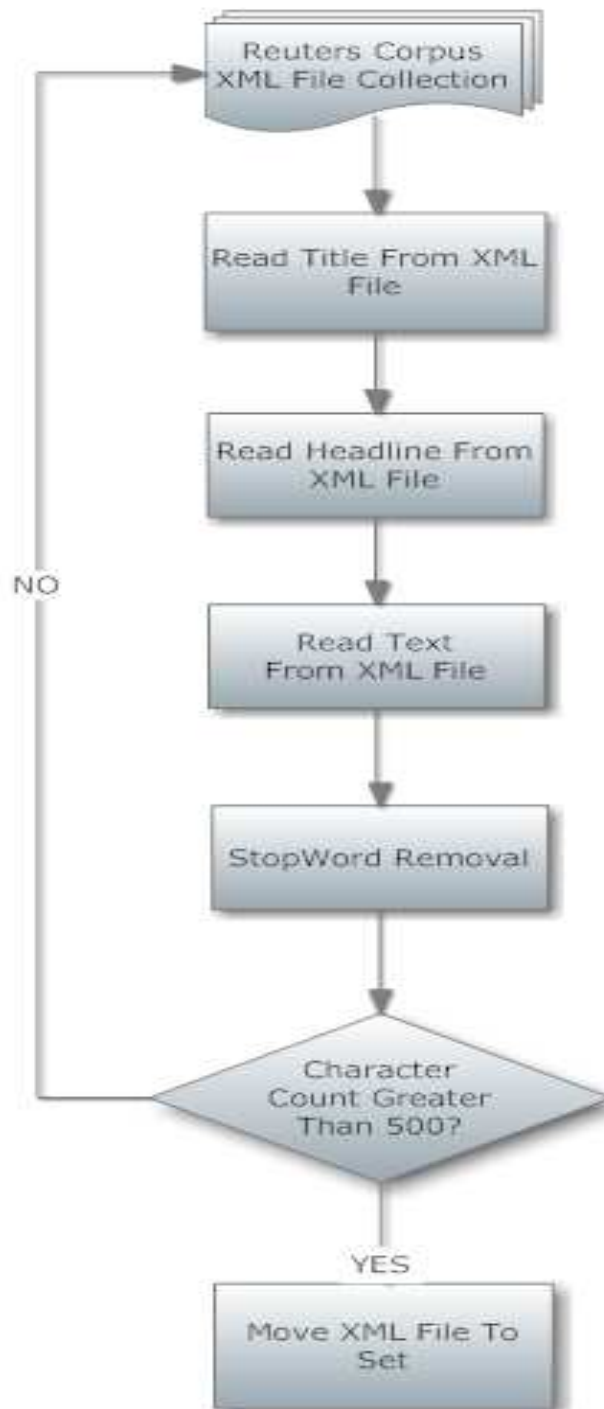 Reuters Corpus
XML File Collection
Read Title From XML
File
Read Headline From
XML File
NO
Read Text
From XML File
StopWord Removal
Character
Count Greater
Than 500?
YES
Move XML File To
Set